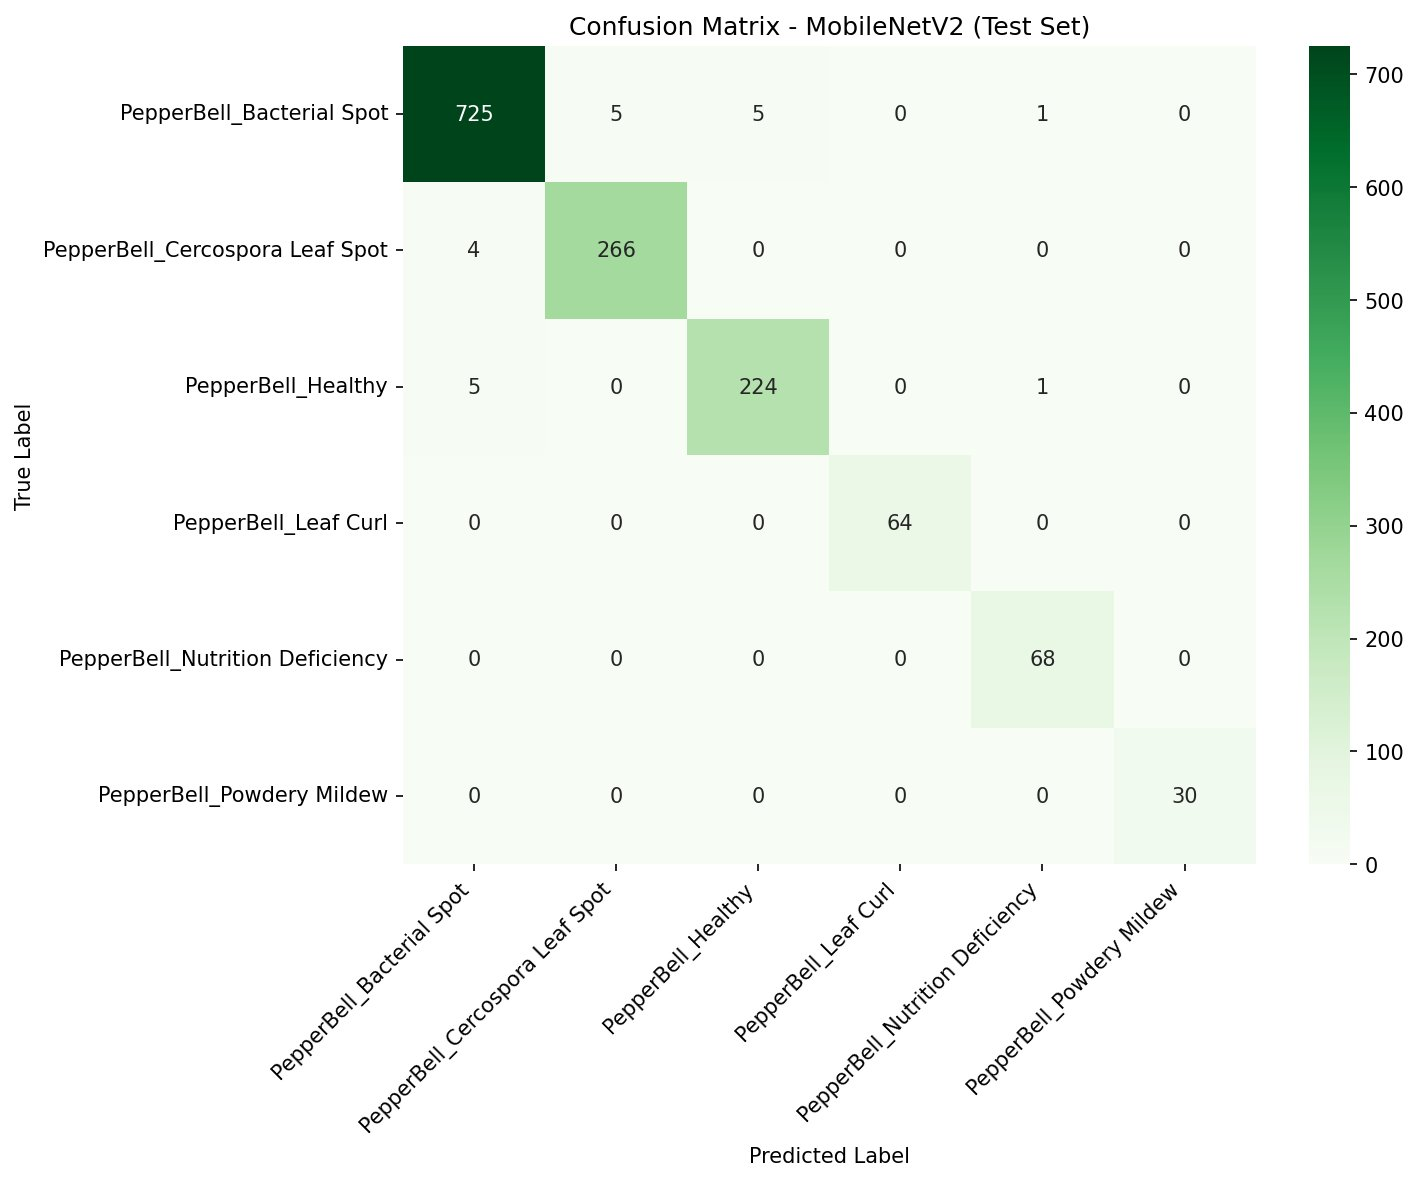 Confusion Matrix - MobileNetV2 (Test Set)
PepperBell_Bacterial Spot 725 5 5 0 1 0
PepperBell_Cercospora Leaf Spot 4 266 0 0 0 0
PepperBell_Healthy 5 0 224 0 1 0
PepperBell_Leaf Curl 0 0 0 64 0 0
PepperBell_Nutrition Deficiency 0 0 0 0 68 0
PepperBell_Powdery Mildew 0 0 0 0 0 30
True Label
PepperBell_Bacterial Spot
PepperBell_Cercospora Leaf Spot
PepperBell_Healthy
PepperBell_Leaf Curl
PepperBell_Nutrition Deficiency
PepperBell_Powdery Mildew
Predicted Label
700
600
500
400
300
200
100
0